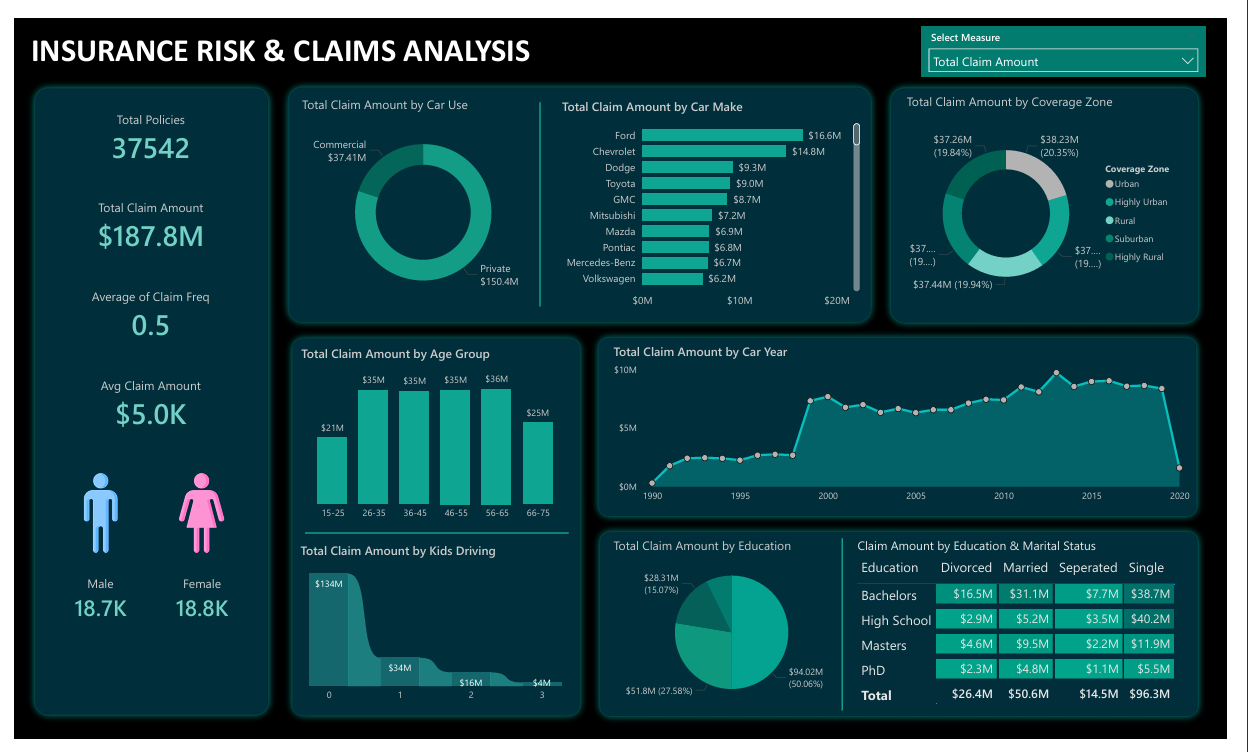 INSURANCE RISK & CLAIMS ANALYSIS
Select Measure
Total Claim Amount
Total Policies
37542
Total Claim Amount
$187.8M
Average of Claim Freq
0.5
Avg Claim Amount
$5.0K
Male
18.7K
Female
18.8K
Total Claim Amount by Car Use
Commercial
$37.41M
Private
$150.4M
Total Claim Amount by Car Make
Ford $16.6M
Chevrolet $14.8M
Dodge $9.3M
Toyota $9.0M
GMC $8.7M
Mitsubishi $7.2M
Mazda $6.9M
Pontiac $6.8M
Mercedes-Benz $6.7M
Volkswagen $6.2M
$0M $10M $20M
Total Claim Amount by Coverage Zone
$37.26M
(19.84%)
$38.23M
(20.35%)
$37....
(19....)
$37....
(19....)
$37.44M (19.94%)
Coverage Zone
Urban
Highly Urban
Rural
Suburban
Highly Rural
Total Claim Amount by Age Group
$21M $35M $35M $35M $36M $25M
15-25 26-35 36-45 46-55 56-65 66-75
Total Claim Amount by Kids Driving
$134M $34M $16M $4M
0 1 2 3
Total Claim Amount by Car Year
$10M
$5M
$0M
1990 1995 2000 2005 2010 2015 2020
Total Claim Amount by Education
$28.31M
(15.07%)
$94.02M
(50.06%)
$51.8M (27.58%)
Claim Amount by Education & Marital Status
Education Divorced Married Seperated Single
Bachelors $16.5M $31.1M $7.7M $38.7M
High School $2.9M $5.2M $3.5M $40.2M
Masters $4.6M $9.5M $2.2M $11.9M
PhD $2.3M $4.8M $1.1M $5.5M
Total $26.4M $50.6M $14.5M $96.3M